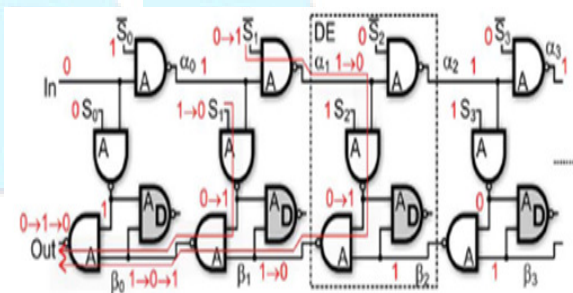 S̅₀ 0→1 S̅₁ DE S̅₂ S̅₃
1 α₀ α₁ 1→0 0 α₂ 0 α₃
0 A 1 A A 1 A 1
In
0 S₀ 1→0 S₁ 1 S₂ 1 S₃
A A A A
1 A D 0→1 A D 0→1 A D 0 A D
0→1→0
Out A A A A
β₀ 1→0→1 β₁ 1→0 1 β₂ 1 β₃